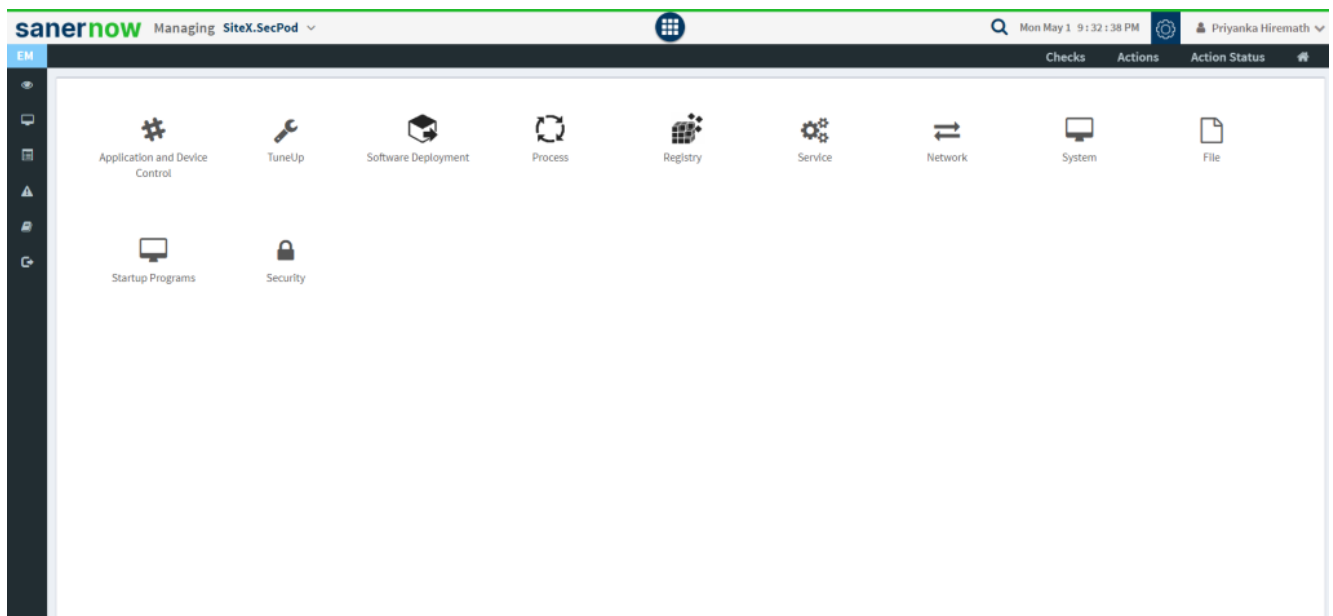 sanernow Managing SiteX.SecPod Mon May 1 9:32:38 PM Priyanka Hiremath
EM Checks Actions Action Status
Application and Device Control
TuneUp
Software Deployment
Process
Registry
Service
Network
System
File
Startup Programs
Security